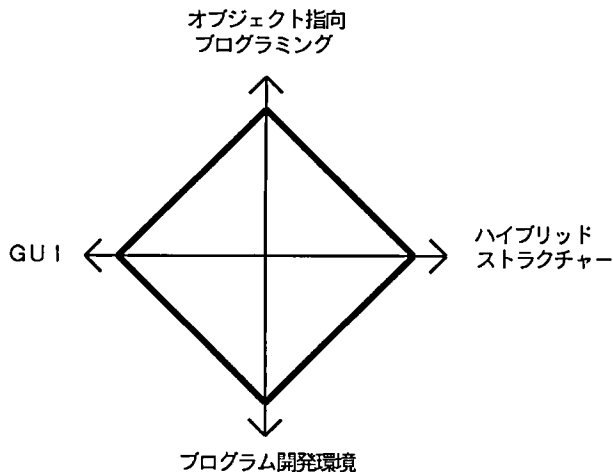 オブジェクト指向
プログラミング
GUI
ハイブリッド
ストラクチャー
プログラム開発環境